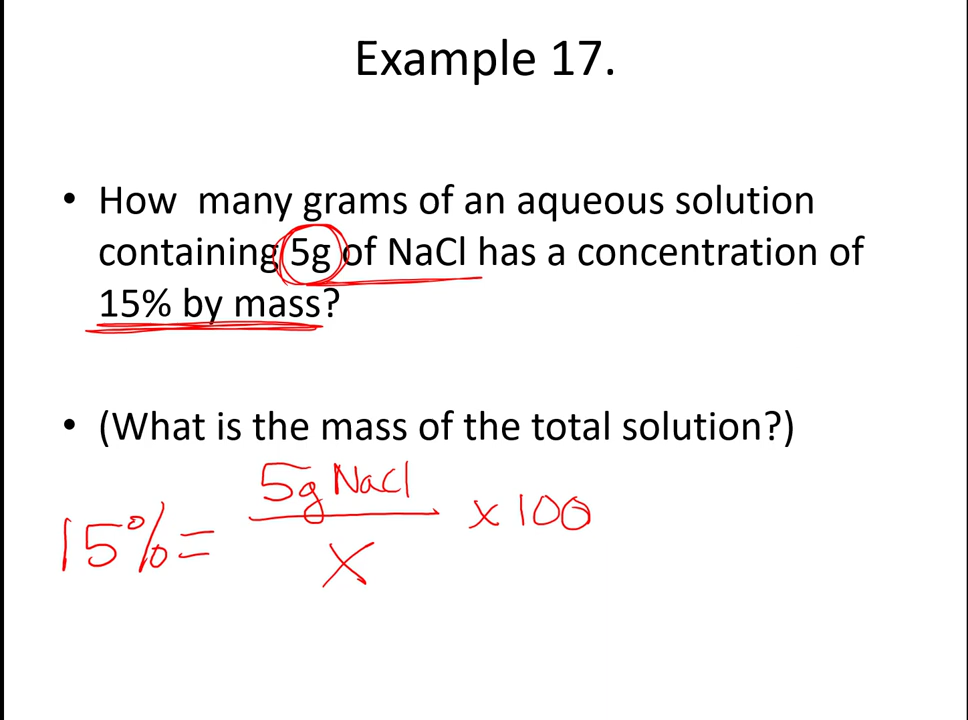 Example 17.
• How many grams of an aqueous solution
containing 5g of NaCl has a concentration of
15% by mass?
• (What is the mass of the total solution?)
5g NaCl
15% = x 100
x